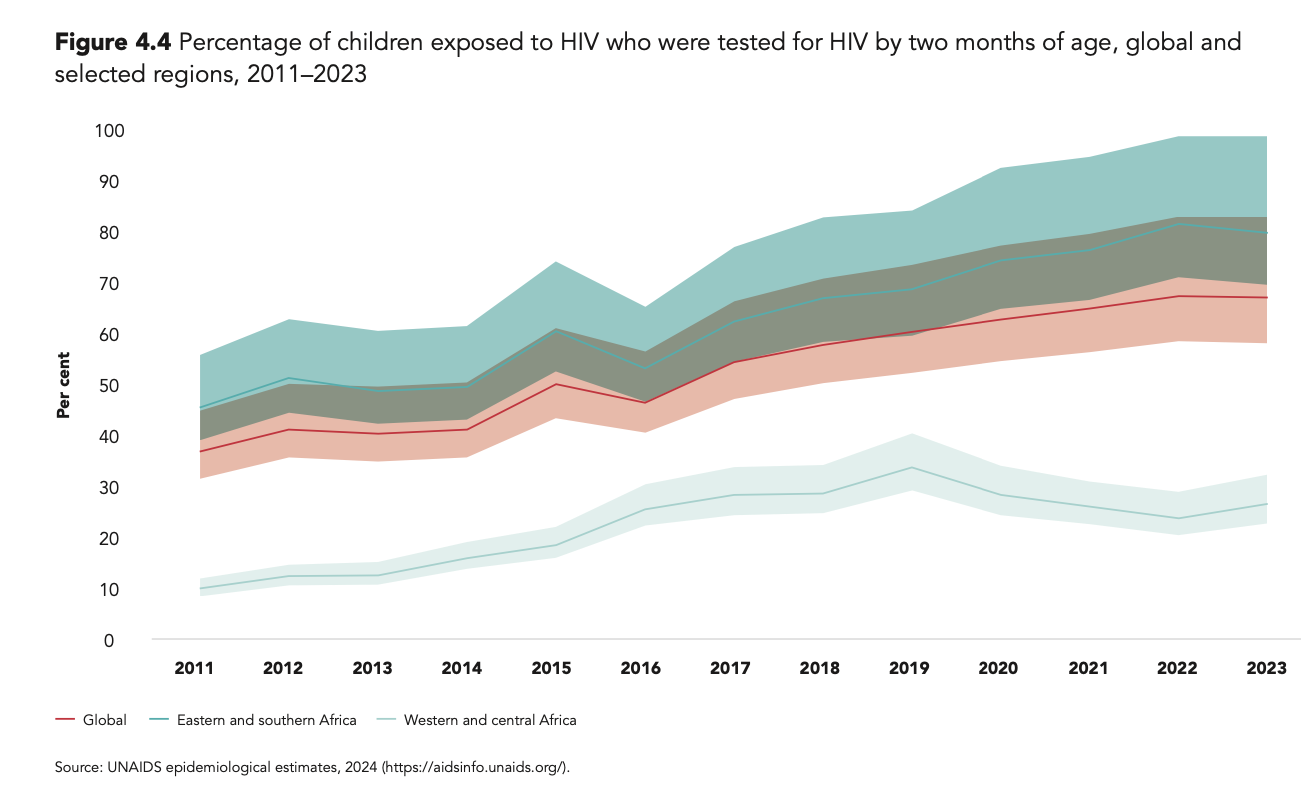 Figure 4.4 Percentage of children exposed to HIV who were tested for HIV by two months of age, global and
selected regions, 2011–2023
100
90
80
70
60
50
40
30
20
10
0
Per cent
2011 2012 2013 2014 2015 2016 2017 2018 2019 2020 2021 2022 2023
Global Eastern and southern Africa Western and central Africa
Source: UNAIDS epidemiological estimates, 2024 (https://aidsinfo.unaids.org/).